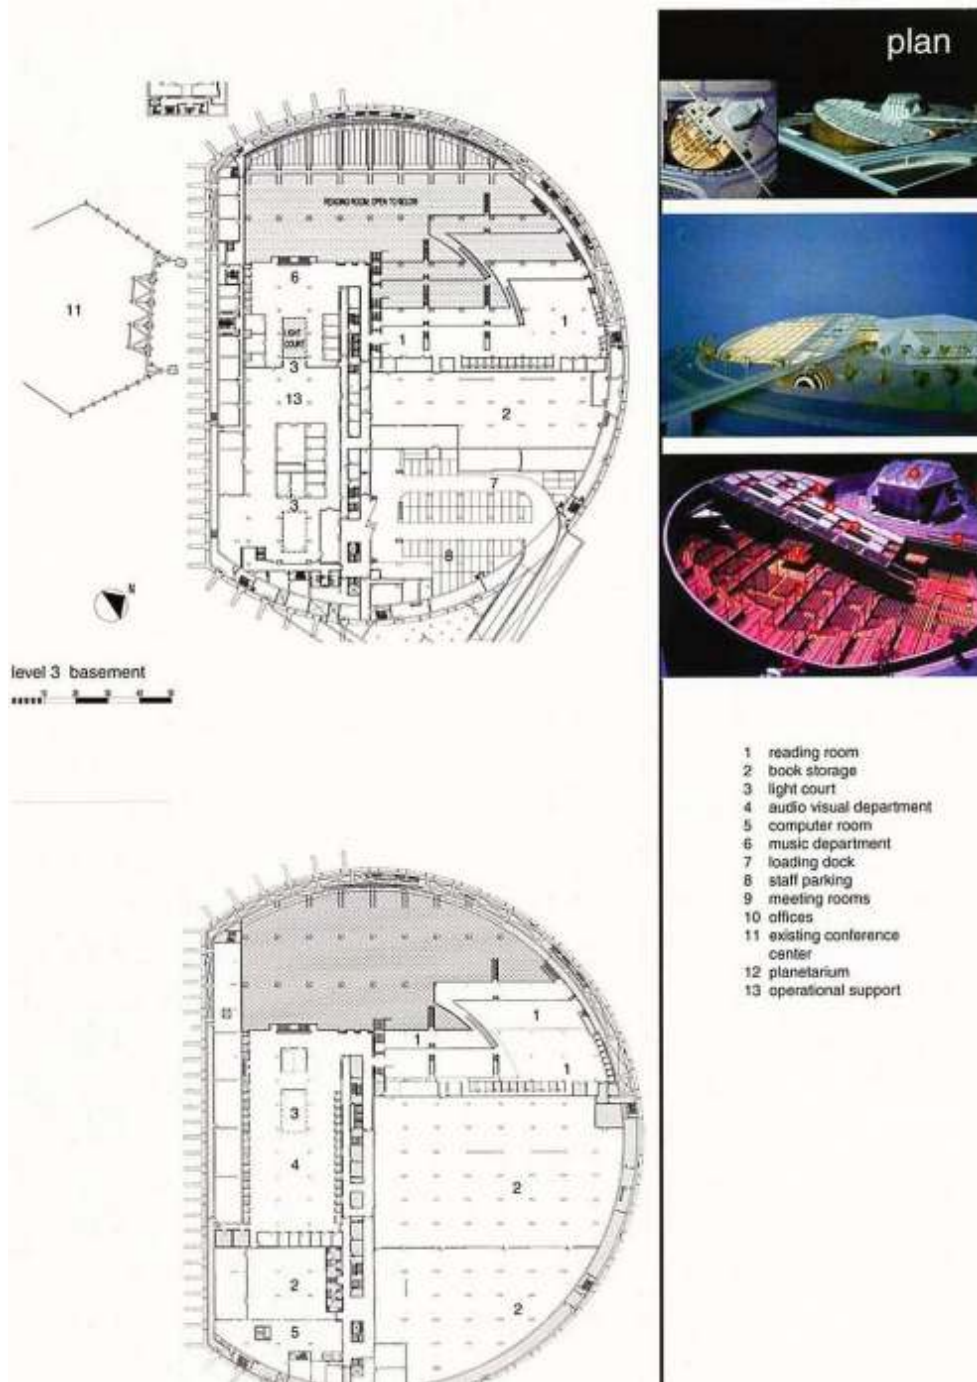 plan
READING ROOM, OPEN TO BELOW
6
11
LIGHT
COURT
1
1
3
13
2
7
3
8
N
level 3 basement
1 reading room
2 book storage
3 light court
4 audio visual department
5 computer room
6 music department
7 loading dock
8 staff parking
9 meeting rooms
10 offices
11 existing conference
center
12 planetarium
13 operational support
1
1
1
3
4
2
2
2
5